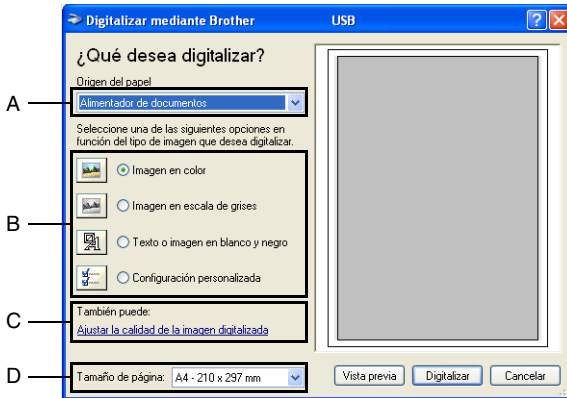 Digitalizar mediante Brother USB
¿Qué desea digitalizar?
Origen del papel
A
Alimentador de documentos
Seleccione una de las siguientes opciones en
función del tipo de imagen que desea digitalizar.
B
Imagen en color
Imagen en escala de grises
Texto o imagen en blanco y negro
Configuración personalizada
C
También puede:
Ajustar la calidad de la imagen digitalizada
D
Tamaño de página: A4 - 210 x 297 mm
Vista previa Digitalizar Cancelar